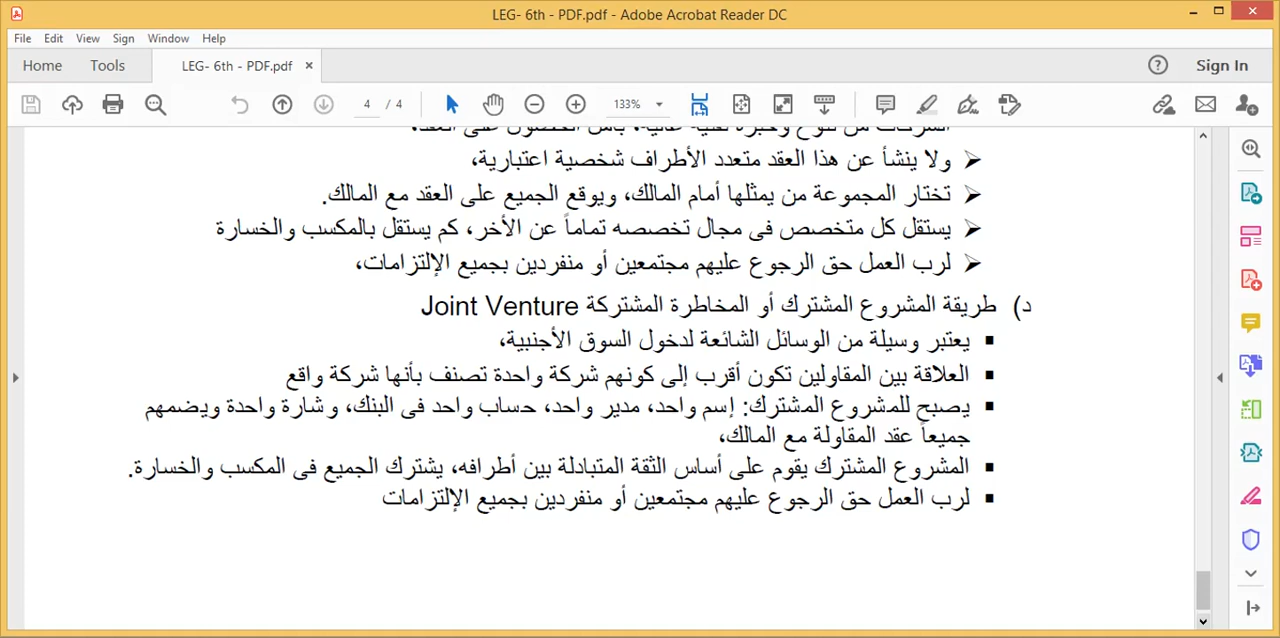 LEG- 6th - PDF.pdf - Adobe Acrobat Reader DC
File Edit View Sign Window Help
Home Tools LEG- 6th - PDF.pdf × Sign In
4 / 4 133%
ولا ينشأ عن هذا العقد متعدد الأطراف شخصية اعتبارية،
تختار المجموعة من يمثلها أمام المالك، ويوقع الجميع على العقد مع المالك.
يستقل كل متخصص فى مجال تخصصه تماماً عن الأخر، كم يستقل بالمكسب والخسارة
لرب العمل حق الرجوع عليهم مجتمعين أو منفردين بجميع الإلتزامات،
د) طريقة المشروع المشترك أو المخاطرة المشتركة Joint Venture
يعتبر وسيلة من الوسائل الشائعة لدخول السوق الأجنبية،
العلاقة بين المقاولين تكون أقرب إلى كونهم شركة واحدة تصنف بأنها شركة واقع
يصبح للمشروع المشترك: إسم واحد، مدير واحد، حساب واحد فى البنك، وشارة واحدة ويضمهم
جميعاً عقد المقاولة مع المالك،
المشروع المشترك يقوم على أساس الثقة المتبادلة بين أطرافه، يشترك الجميع فى المكسب والخسارة.
لرب العمل حق الرجوع عليهم مجتمعين أو منفردين بجميع الإلتزامات